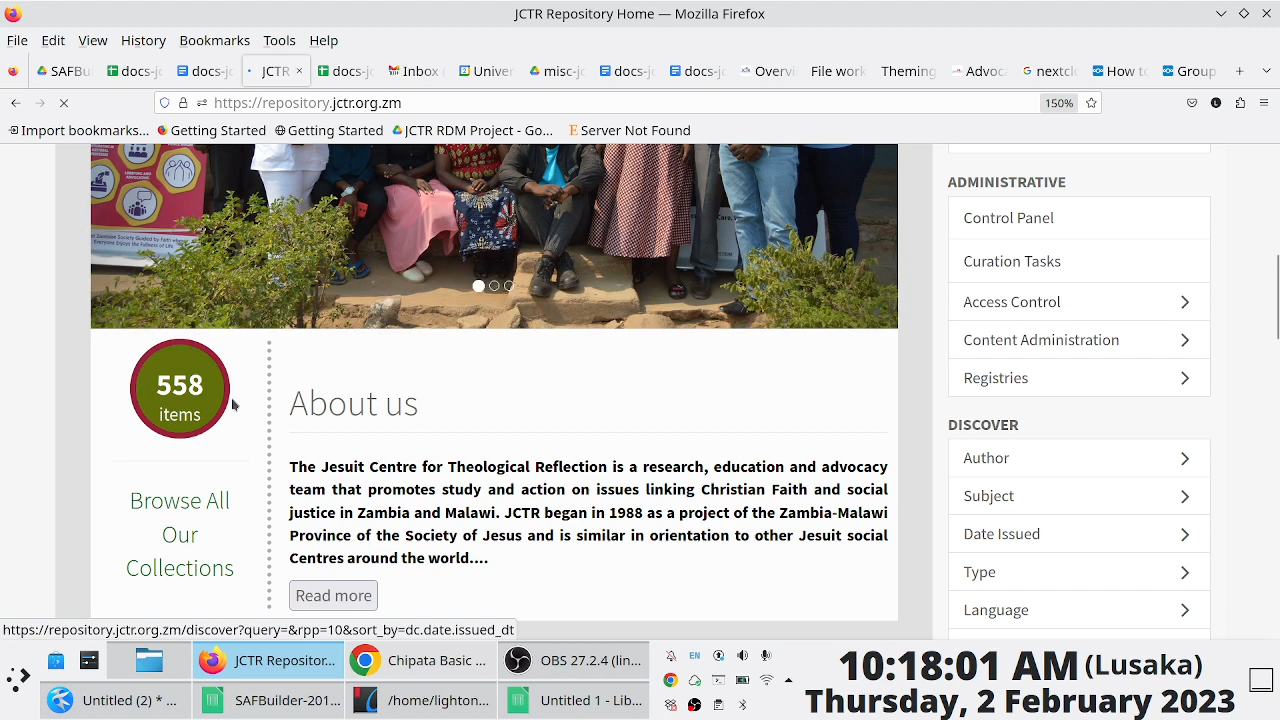 JCTR Repository Home — Mozilla Firefox
File Edit View History Bookmarks Tools Help
SAFBu docs-jc docs-jc JCTR docs-jc Inbox Univer misc-jc docs-jc docs-jc Overvi File work Theming Advoca nextclo How to Group
https://repository.jctr.org.zm 150%
Import bookmarks... Getting Started Getting Started JCTR RDM Project - Go... Server Not Found
ADMINISTRATIVE
Control Panel
Curation Tasks
Access Control
Content Administration
Registries
DISCOVER
Author
Subject
Date Issued
Type
Language
558
items
Browse All
Our
Collections
About us
The Jesuit Centre for Theological Reflection is a research, education and advocacy
team that promotes study and action on issues linking Christian Faith and social
justice in Zambia and Malawi. JCTR began in 1988 as a project of the Zambia-Malawi
Province of the Society of Jesus and is similar in orientation to other Jesuit social
Centres around the world....
Read more
https://repository.jctr.org.zm/discover?query=&rpp=10&sort_by=dc.date.issued_dt
JCTR Repositor... Chipata Basic ... OBS 27.2.4 (lin...
Untitled (2) * ... SAFBuilder-201... /home/lighton... Untitled 1 - Lib...
EN
10:18:01 AM (Lusaka)
Thursday, 2 February 2023